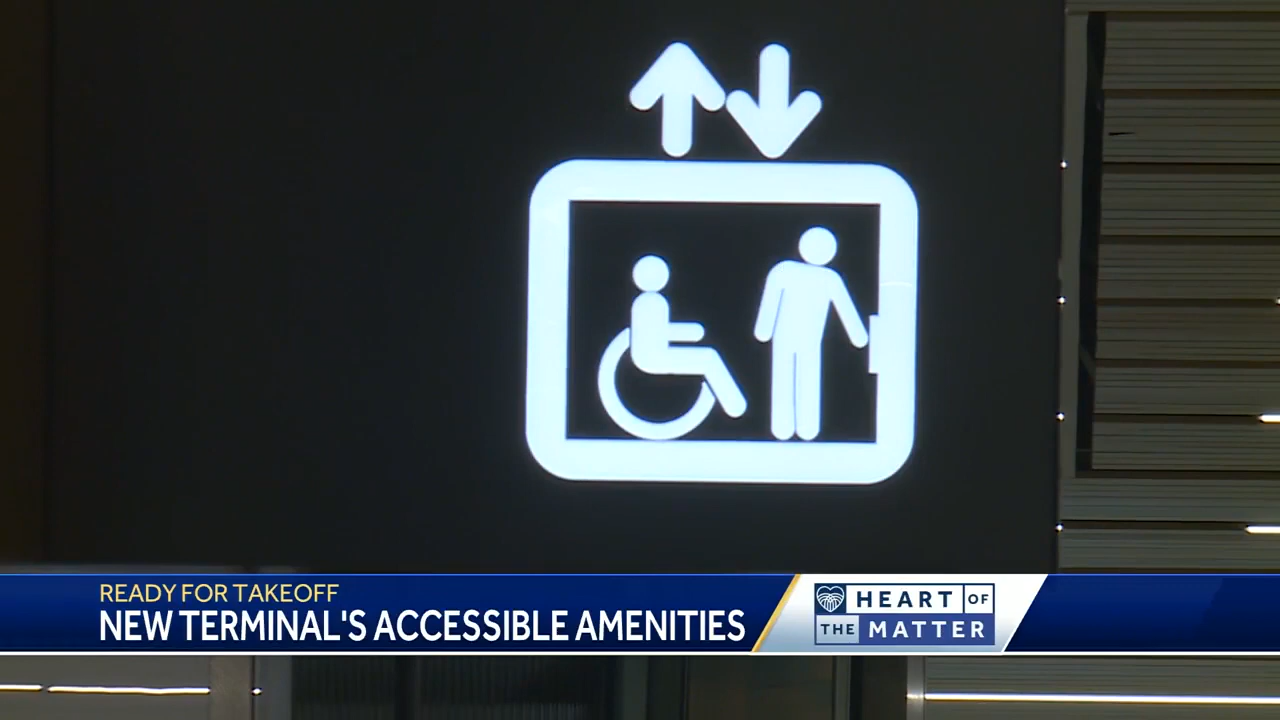 READY FOR TAKEOFF
NEW TERMINAL'S ACCESSIBLE AMENITIES
HEART OF
THE MATTER